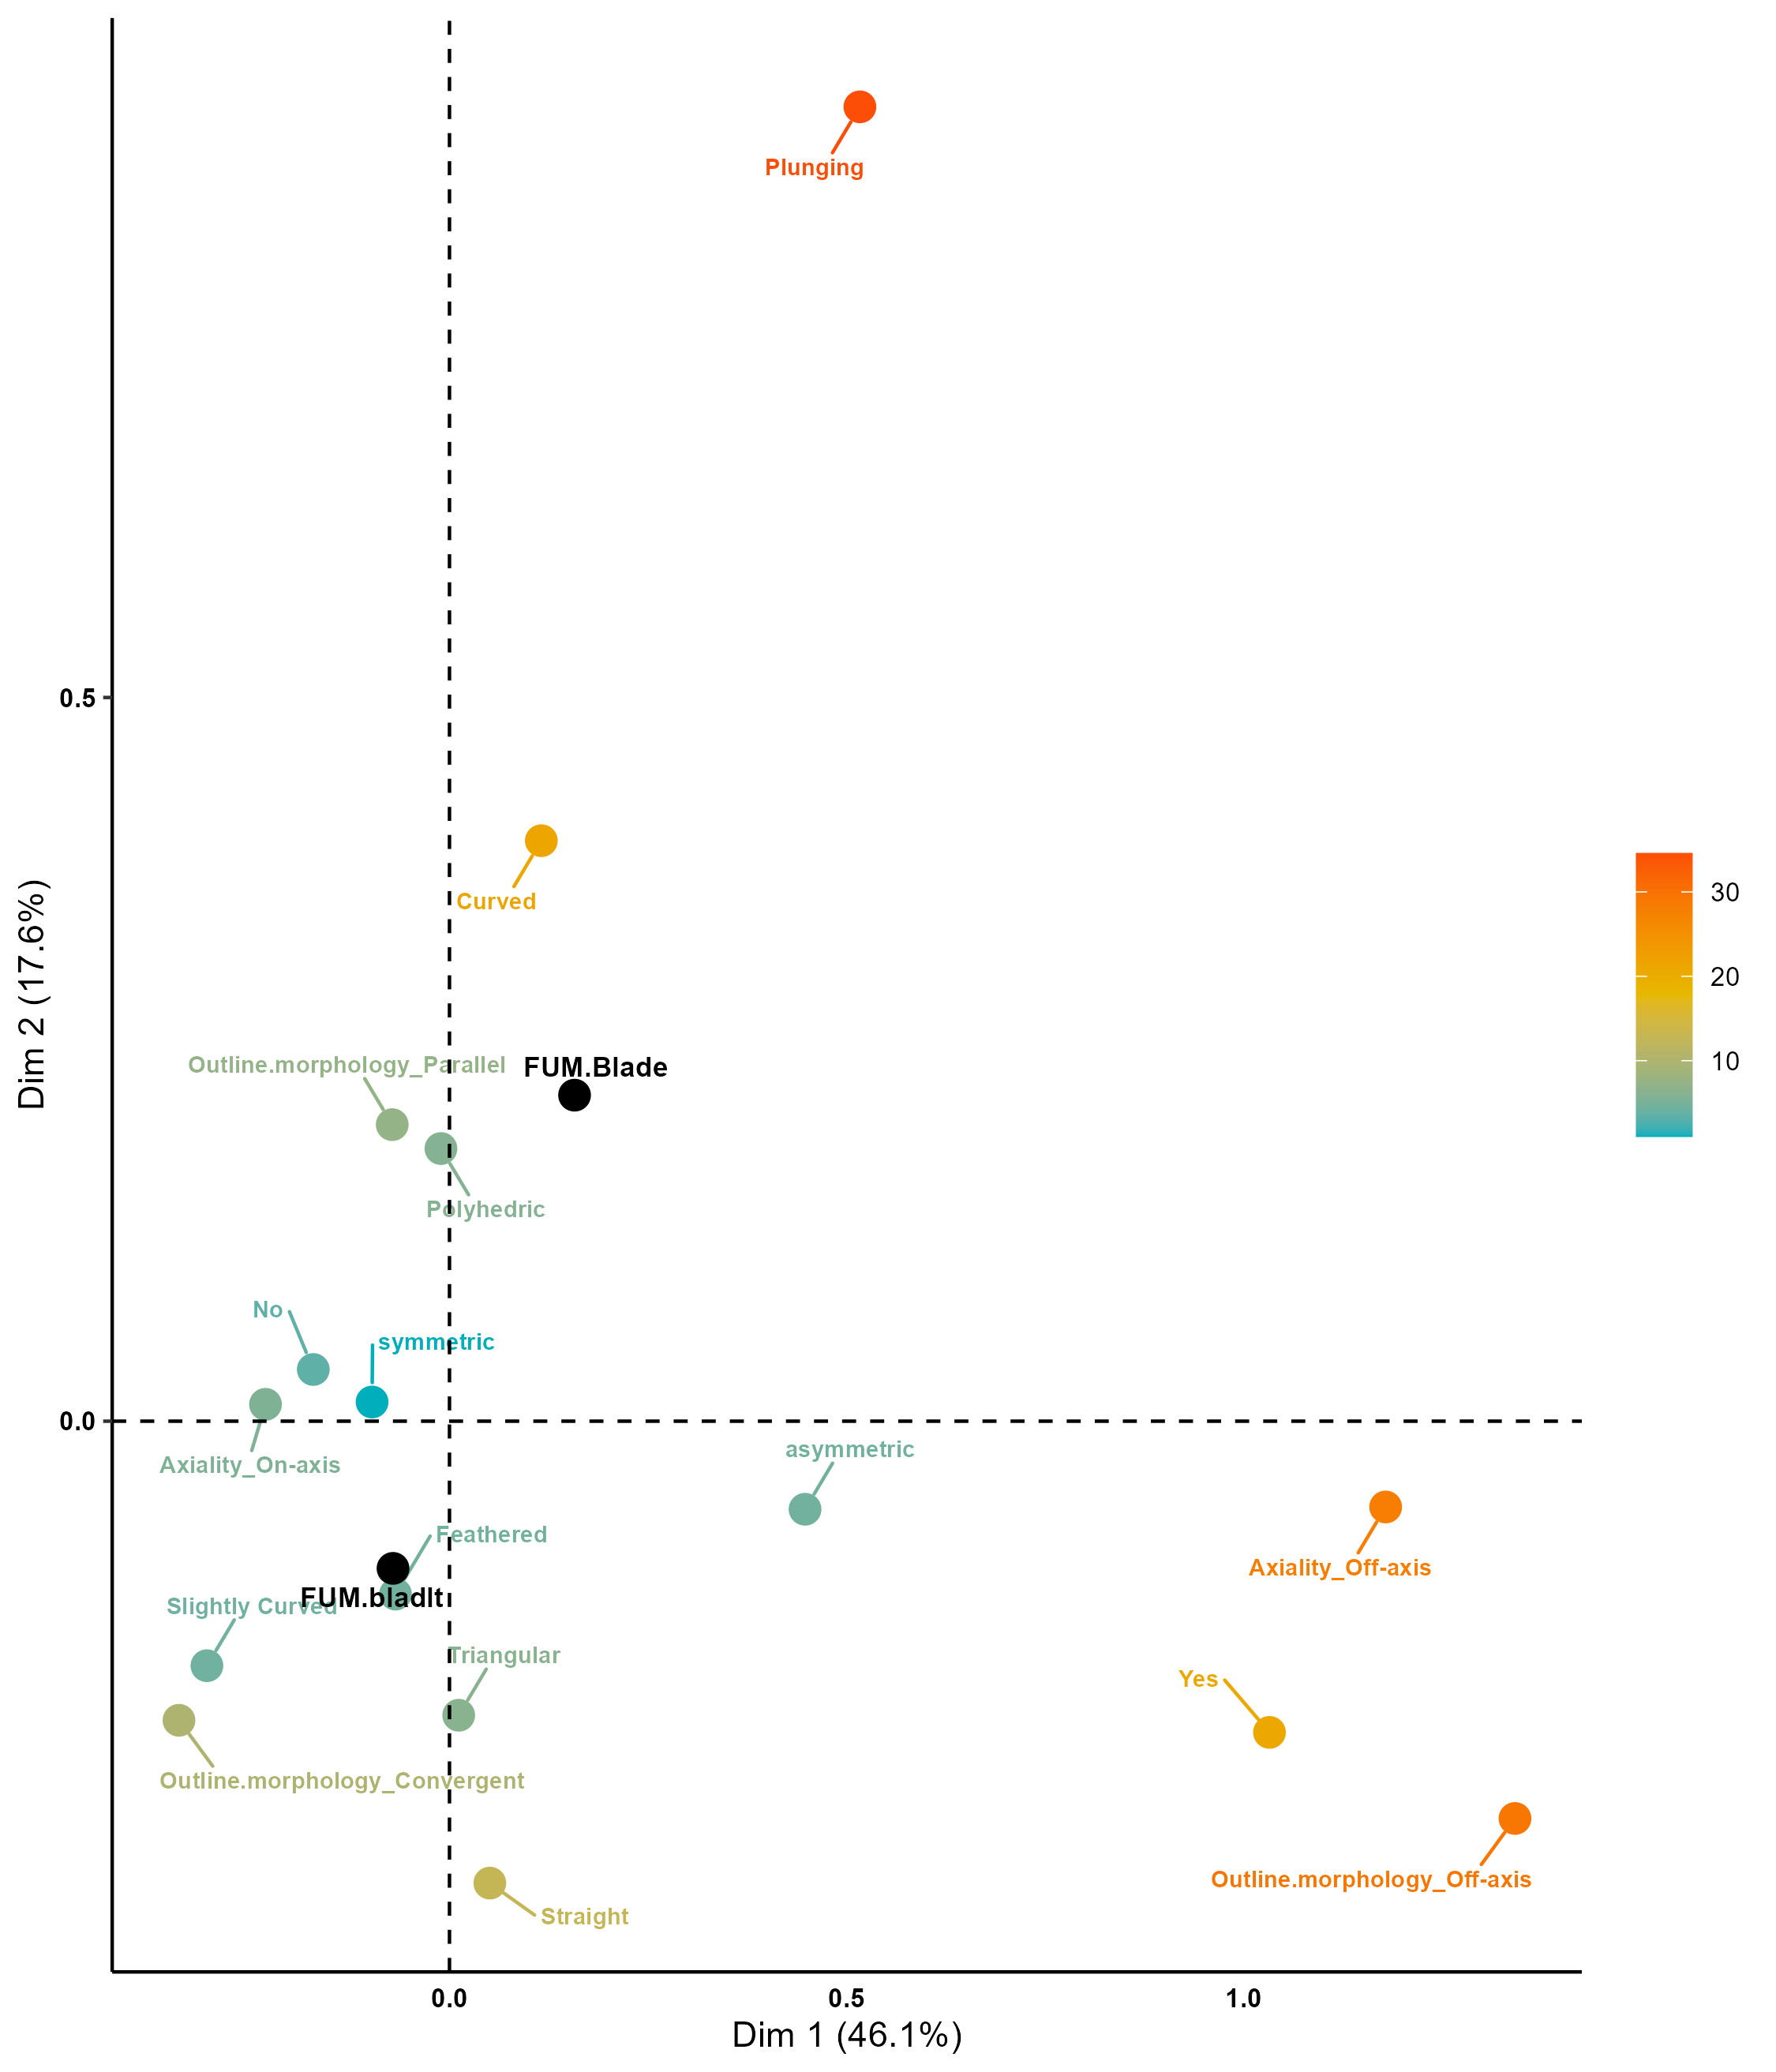 Plunging
0.5
Curved
Outline.morphology_Parallel
FUM.Blade
Polyhedric
No
symmetric
0.0
Axiality_On-axis
asymmetric
Feathered
FUM.bladlt
Slightly Curved
Axiality_Off-axis
Triangular
Yes
Outline.morphology_Convergent
Outline.morphology_Off-axis
Straight
0.0
0.5
1.0
Dim 1 (46.1%)
Dim 2 (17.6%)
30
20
10